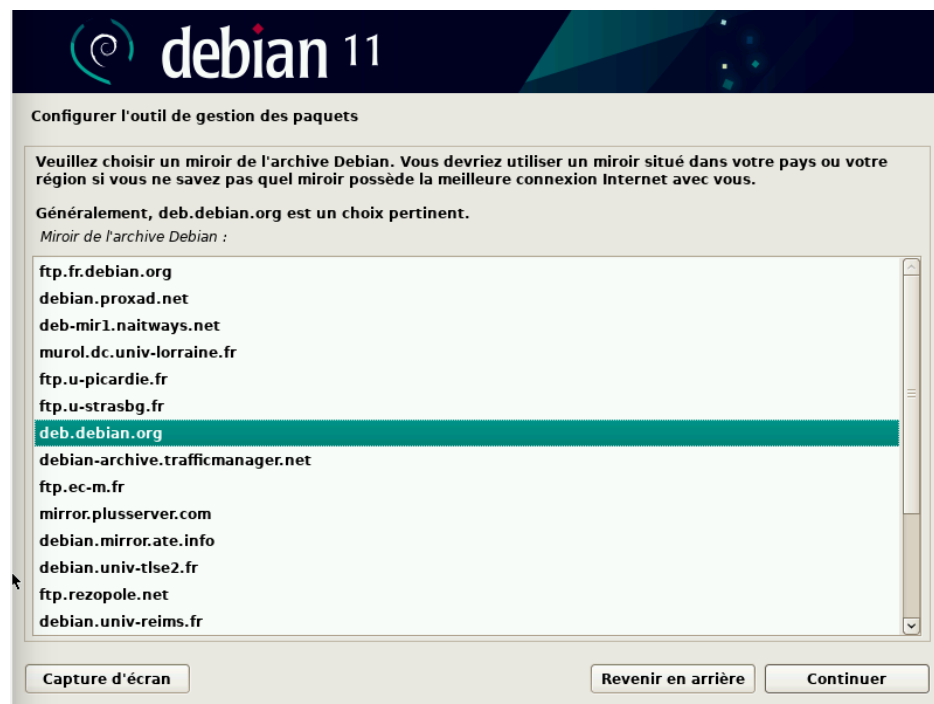 debian 11
Configurer l'outil de gestion des paquets
Veuillez choisir un miroir de l'archive Debian. Vous devriez utiliser un miroir situé dans votre pays ou votre
région si vous ne savez pas quel miroir possède la meilleure connexion Internet avec vous.
Généralement, deb.debian.org est un choix pertinent.
Miroir de l'archive Debian :
ftp.fr.debian.org
debian.proxad.net
deb-mir1.naitways.net
murol.dc.univ-lorraine.fr
ftp.u-picardie.fr
ftp.u-strasbg.fr
deb.debian.org
debian-archive.trafficmanager.net
ftp.ec-m.fr
mirror.plusserver.com
debian.mirror.ate.info
debian.univ-tlse2.fr
ftp.rezopole.net
debian.univ-reims.fr
Capture d'écran
Revenir en arrière
Continuer